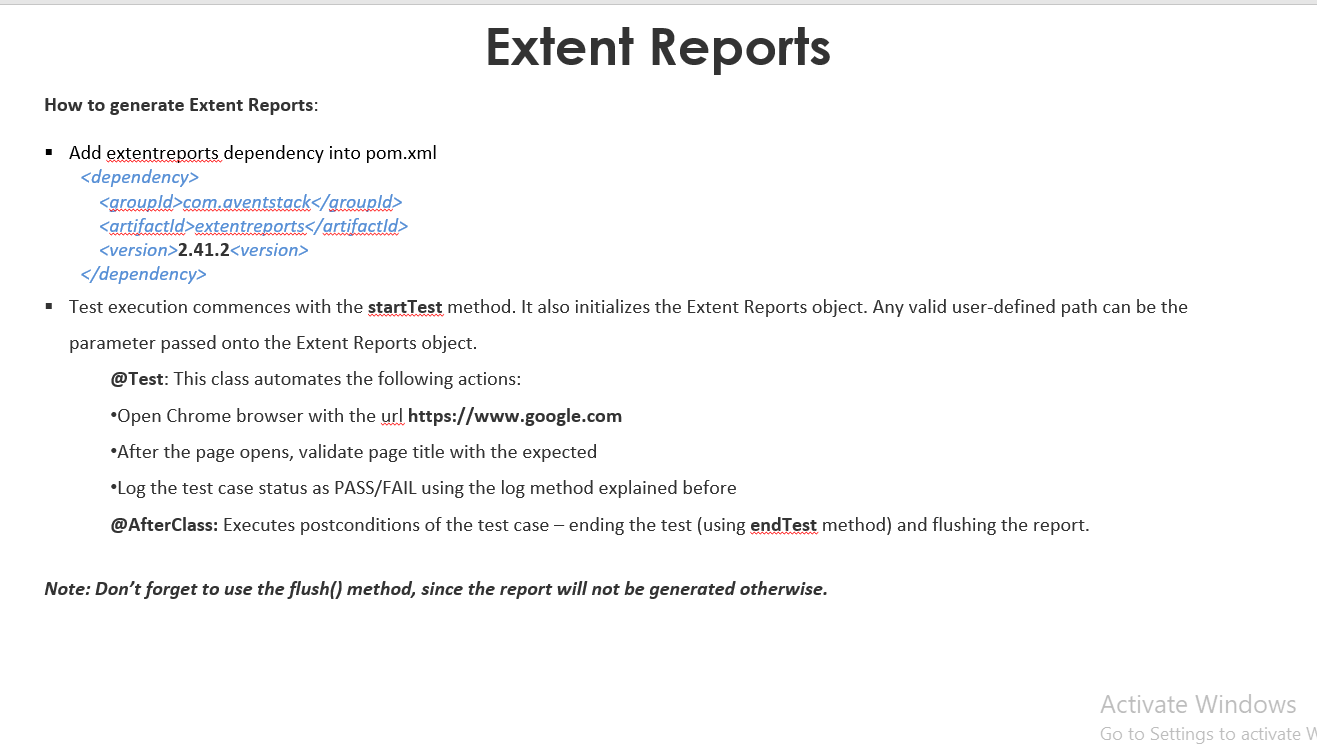 Extent Reports
How to generate Extent Reports:
▪ Add extentreports dependency into pom.xml
<dependency>
<groupId>com.aventstack</groupId>
<artifactId>extentreports</artifactId>
<version>2.41.2<version>
</dependency>
▪ Test execution commences with the startTest method. It also initializes the Extent Reports object. Any valid user-defined path can be the
parameter passed onto the Extent Reports object.
@Test: This class automates the following actions:
•Open Chrome browser with the url https://www.google.com
•After the page opens, validate page title with the expected
•Log the test case status as PASS/FAIL using the log method explained before
@AfterClass: Executes postconditions of the test case – ending the test (using endTest method) and flushing the report.
Note: Don’t forget to use the flush() method, since the report will not be generated otherwise.
Activate Windows
Go to Settings to activate W